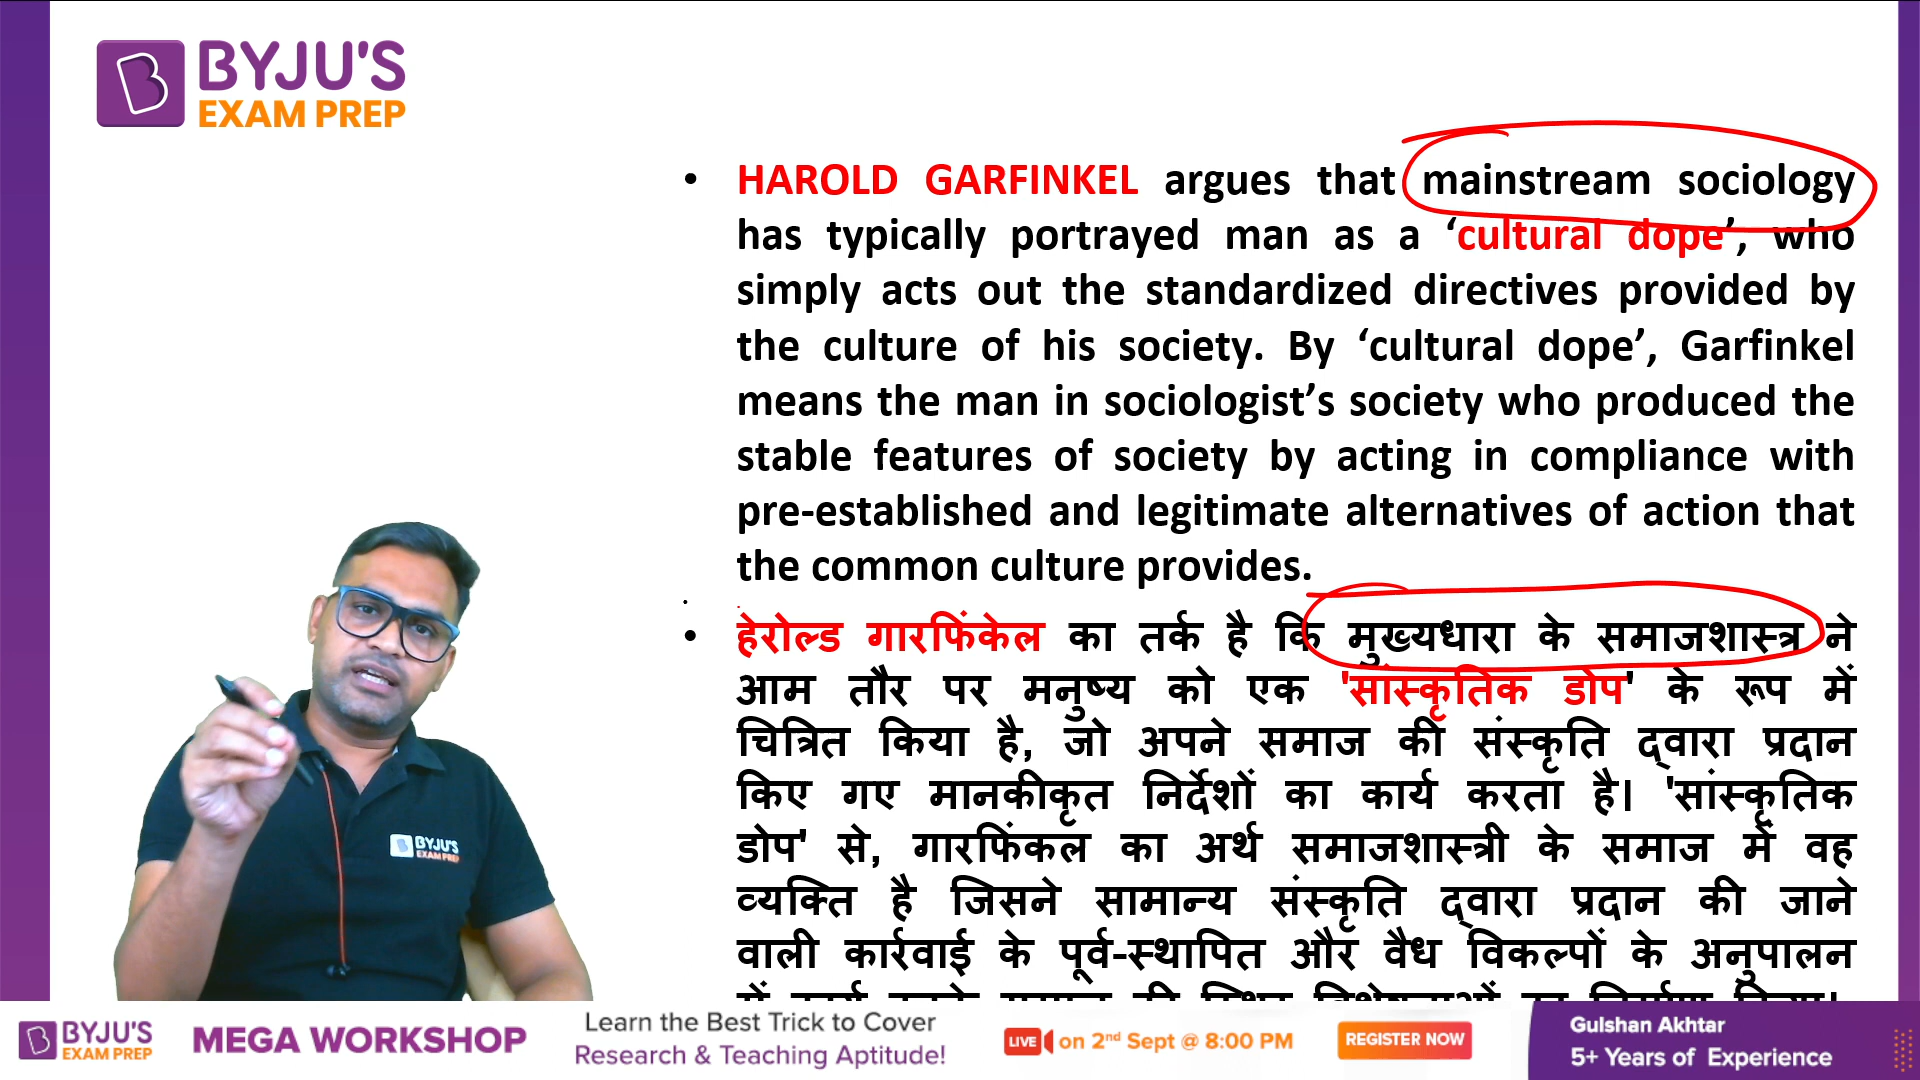 BYJU'S
EXAM PREP
• HAROLD GARFINKEL argues that mainstream sociology
has typically portrayed man as a ‘cultural dope’, who
simply acts out the standardized directives provided by
the culture of his society. By ‘cultural dope’, Garfinkel
means the man in sociologist’s society who produced the
stable features of society by acting in compliance with
pre-established and legitimate alternatives of action that
the common culture provides.
• हेरोल्ड गारफिंकेल का तर्क है कि मुख्यधारा के समाजशास्त्र ने
आम तौर पर मनुष्य को एक 'सांस्कृतिक डोप' के रूप में
चित्रित किया है, जो अपने समाज की संस्कृति द्वारा प्रदान
किए गए मानकीकृत निर्देशों का कार्य करता है। 'सांस्कृतिक
डोप' से, गारफिंकल का अर्थ समाजशास्त्री के समाज में वह
व्यक्ति है जिसने सामान्य संस्कृति द्वारा प्रदान की जाने
वाली कार्रवाई के पूर्व-स्थापित और वैध विकल्पों के अनुपालन
BYJU'S
EXAM PREP
BYJU'S
EXAM PREP
MEGA WORKSHOP
Learn the Best Trick to Cover
Research & Teaching Aptitude!
LIVE on 2nd Sept @ 8:00 PM
REGISTER NOW
Gulshan Akhtar
5+ Years of Experience